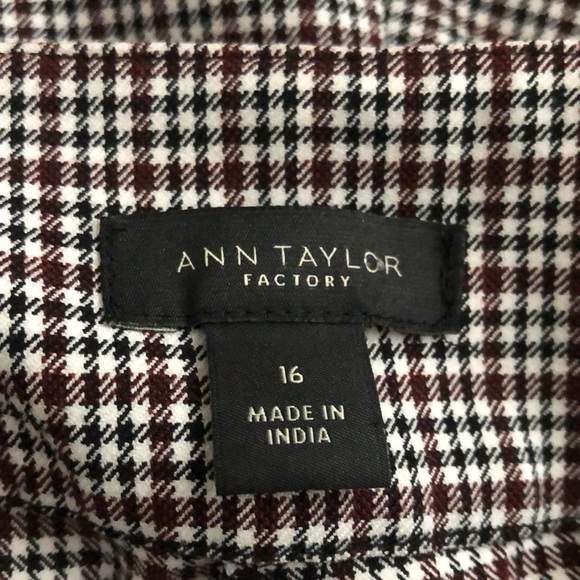 ANN TAYLOR
FACTORY
16
MADE IN
INDIA